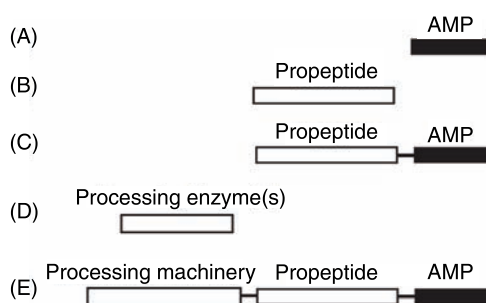 (A) AMP
(B) Propeptide
(C) Propeptide AMP
(D) Processing enzyme(s)
(E) Processing machinery Propeptide AMP